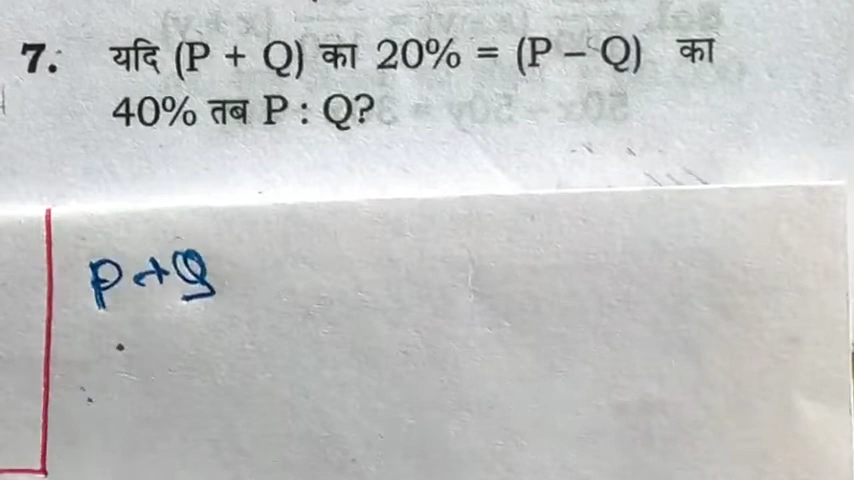 7. यदि (P + Q) का 20% = (P – Q) का
40% तब P : Q?
P+Q